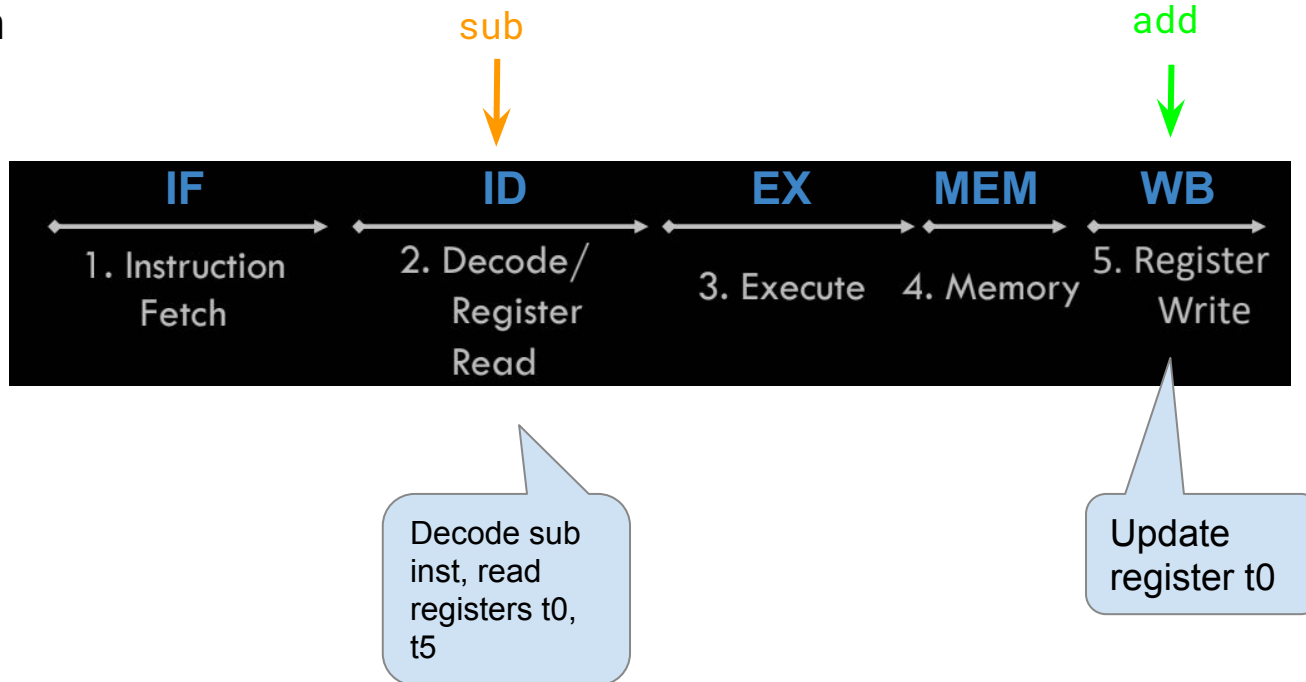 sub
add
IF
ID
EX
MEM
WB
1. Instruction
Fetch
2. Decode/
Register
Read
3. Execute
4. Memory
5. Register
Write
Decode sub
inst, read
registers t0,
t5
Update
register t0